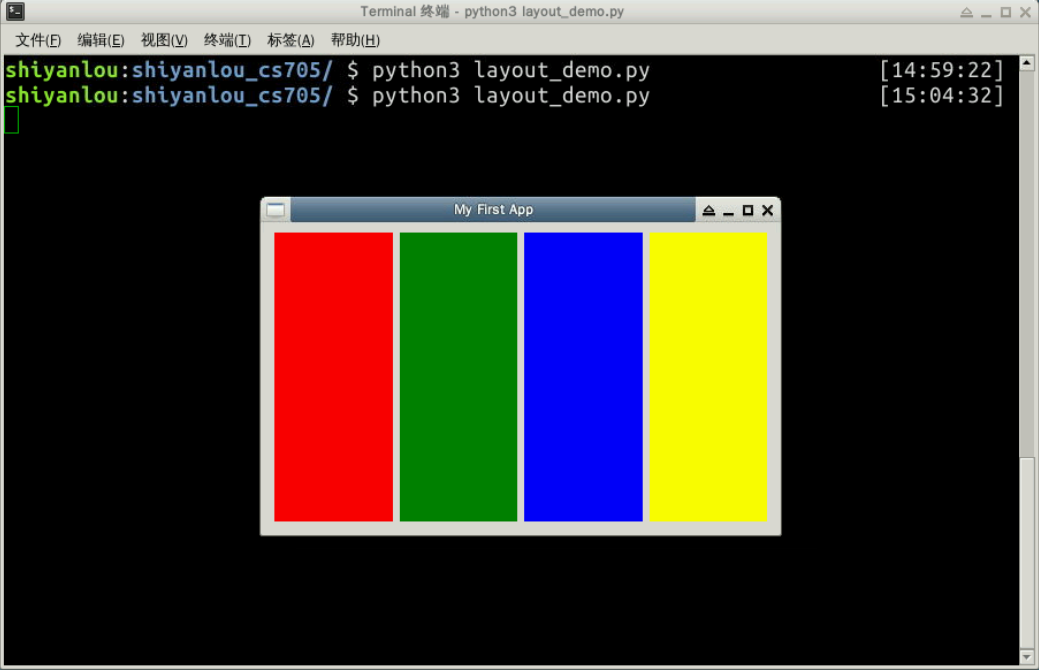 Terminal 终端 - python3 layout_demo.py
文件(F) 编辑(E) 视图(V) 终端(T) 标签(A) 帮助(H)
shiyanlou:shiyanlou_cs705/ $ python3 layout_demo.py [14:59:22]
shiyanlou:shiyanlou_cs705/ $ python3 layout_demo.py [15:04:32]
My First App